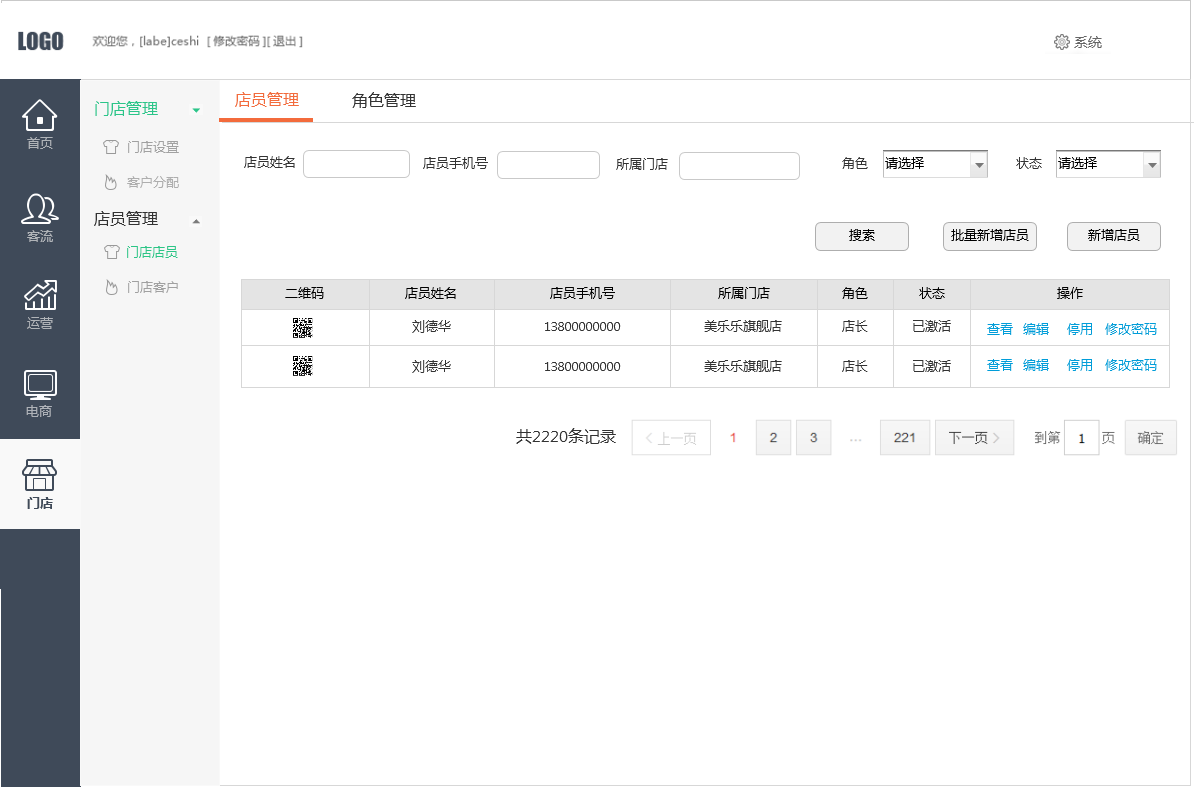 LOGO
欢迎您，[labe]ceshi [ 修改密码 ][ 退出 ]
系统
首页
客流
运营
电商
门店
门店管理
门店设置
客户分配
店员管理
门店店员
门店客户
店员管理 角色管理
店员姓名 店员手机号 所属门店 角色 请选择 状态 请选择
搜索 批量新增店员 新增店员
二维码 店员姓名 店员手机号 所属门店 角色 状态 操作
刘德华 13800000000 美乐乐旗舰店 店长 已激活 查看 编辑 停用 修改密码
刘德华 13800000000 美乐乐旗舰店 店长 已激活 查看 编辑 停用 修改密码
共2220条记录 上一页 1 2 3 ... 221 下一页 到第 1 页 确定